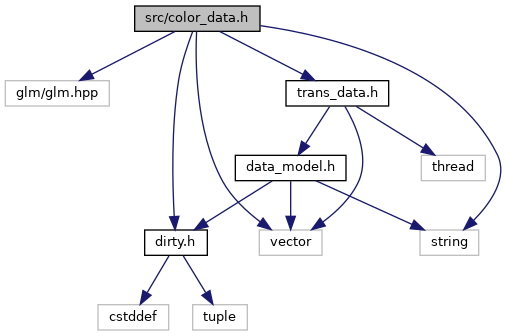 src/color_data.h
glm/glm.hpp
trans_data.h
data_model.h
thread
dirty.h
vector
string
cstddef
tuple